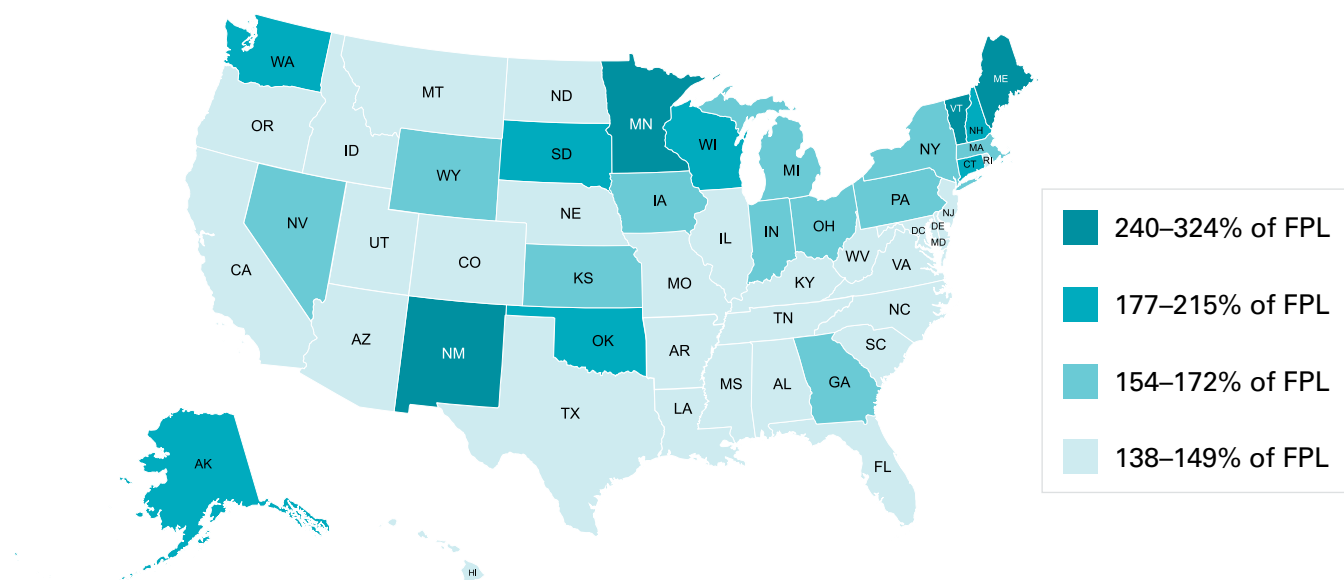 WA
MT
ND
OR
ID
MN
ME
VT
NH
WI
SD
WY
MI
NY
MA
CT
RI
NV
NE
IA
PA
NJ
UT
CO
IL
IN
OH
DE
DC
MD
CA
KS
MO
WV
VA
KY
AZ
NM
OK
TN
NC
AR
SC
MS
AL
GA
TX
LA
FL
AK
HI
240–324% of FPL
177–215% of FPL
154–172% of FPL
138–149% of FPL